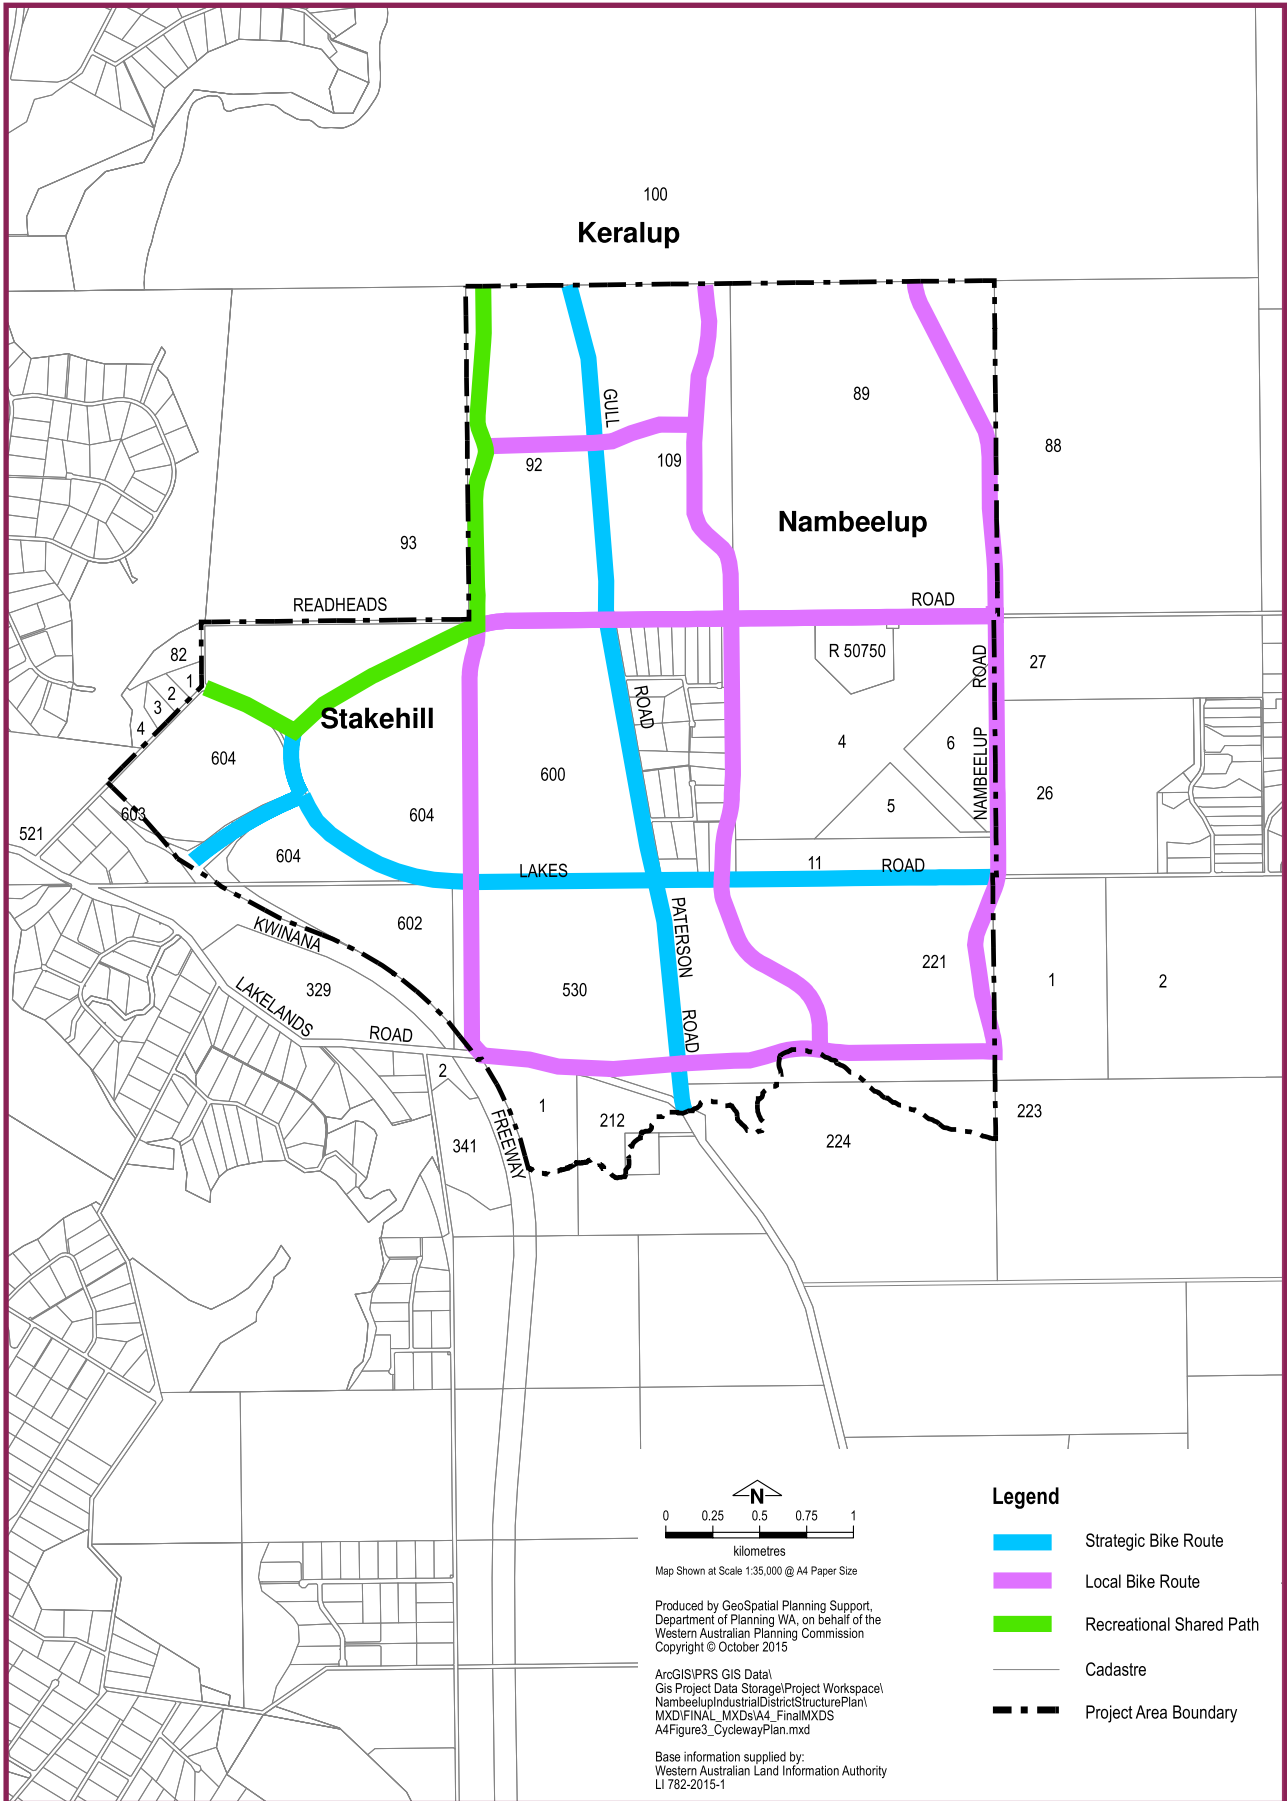 100
Keralup
GULL
89
88
92
109
Nambeelup
93
READHEADS
ROAD
82
R 50750
27
ROAD
1
2
3
4
ROAD
Stakehill
604
600
4
6
NAMBEELUP
5
26
603
604
521
604
LAKES
11
ROAD
602
PATERSON
KWINANA
221
329
530
1
2
LAKELANDS
ROAD
ROAD
2
1
FREEWAY
212
223
341
224
N
0 0.25 0.5 0.75 1
kilometres
Map Shown at Scale 1:35,000 @ A4 Paper Size
Produced by GeoSpatial Planning Support,
Department of Planning WA, on behalf of the
Western Australian Planning Commission
Copyright © October 2015
ArcGIS\PRS GIS Data\
Gis Project Data Storage\Project Workspace\
NambeelupIndustrialDistrictStructurePlan\
MXD\FINAL_MXDs\A4_FinalMXDS
A4Figure3_CyclewayPlan.mxd
Base information supplied by:
Western Australian Land Information Authority
LI 782-2015-1
Legend
Strategic Bike Route
Local Bike Route
Recreational Shared Path
Cadastre
Project Area Boundary